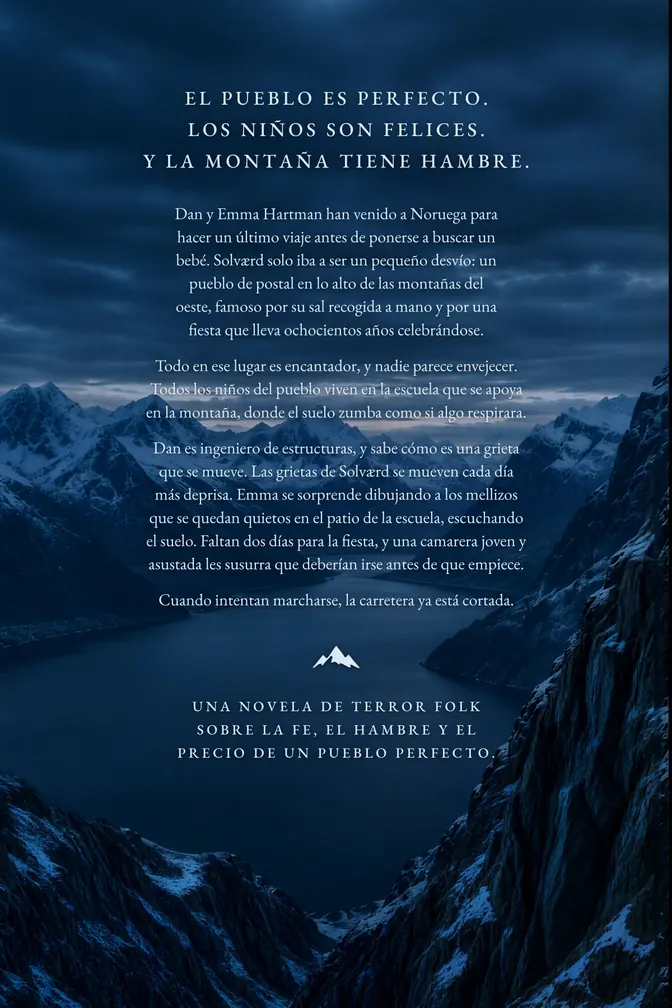 EL PUEBLO ES PERFECTO.
LOS NIÑOS SON FELICES.
Y LA MONTAÑA TIENE HAMBRE.
Dan y Emma Hartman han venido a Noruega para
hacer un último viaje antes de ponerse a buscar un
bebé. Solværd solo iba a ser un pequeño desvío: un
pueblo de postal en lo alto de las montañas del
oeste, famoso por su sal recogida a mano y por una
fiesta que lleva ochocientos años celebrándose.
Todo en ese lugar es encantador, y nadie parece envejecer.
Todos los niños del pueblo viven en la escuela que se apoya
en la montaña, donde el suelo zumba como si algo respirara.
Dan es ingeniero de estructuras, y sabe cómo es una grieta
que se mueve. Las grietas de Solværd se mueven cada día
más deprisa. Emma se sorprende dibujando a los mellizos
que se quedan quietos en el patio de la escuela, escuchando
el suelo. Faltan dos días para la fiesta, y una camarera joven y
asustada les susurra que deberían irse antes de que empiece.
Cuando intentan marcharse, la carretera ya está cortada.
UNA NOVELA DE TERROR FOLK
SOBRE LA FE, EL HAMBRE Y EL
PRECIO DE UN PUEBLO PERFECTO.